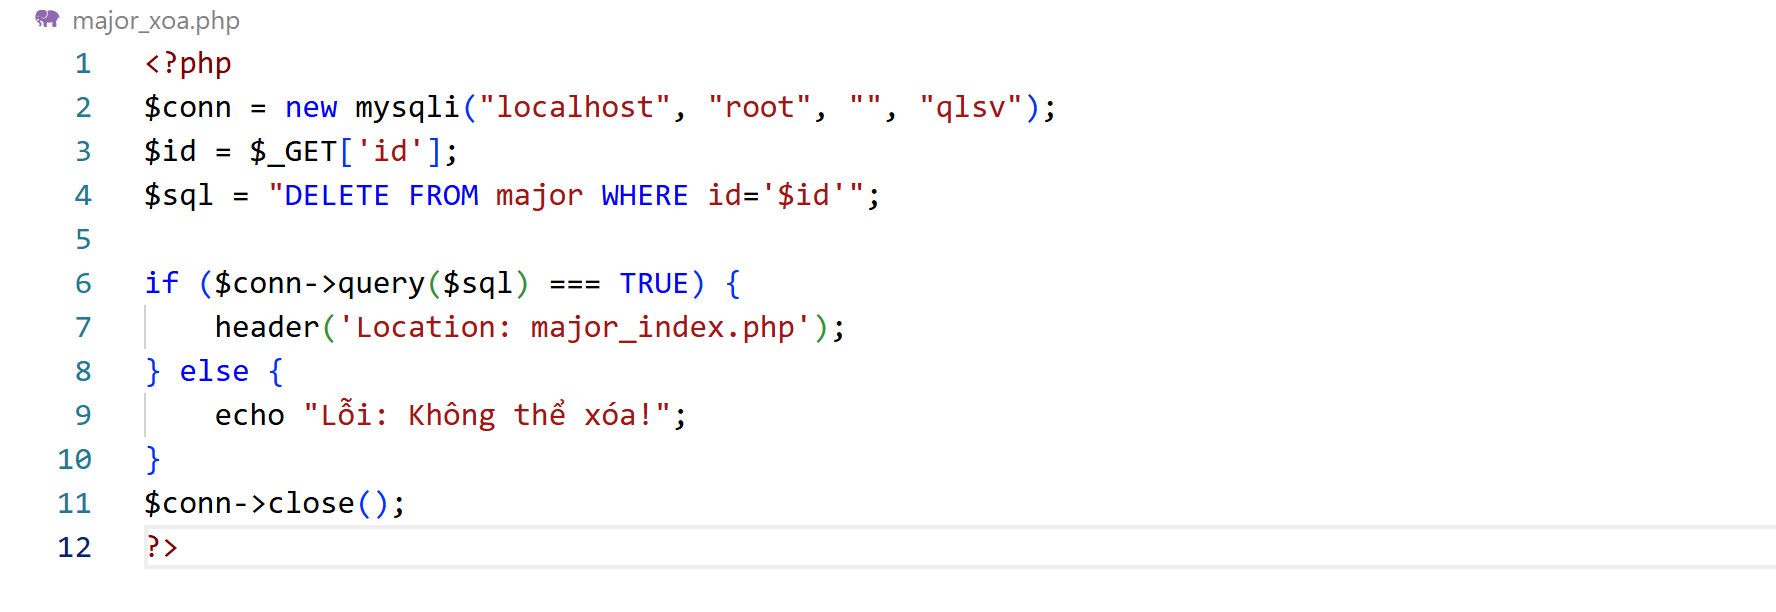 major_xoa.php
1 <?php
2 $conn = new mysqli("localhost", "root", "", "qlsv");
3 $id = $_GET['id'];
4 $sql = "DELETE FROM major WHERE id='$id'";
5
6 if ($conn->query($sql) === TRUE) {
7     header('Location: major_index.php');
8 } else {
9     echo "Lỗi: Không thể xóa!";
10 }
11 $conn->close();
12 ?>